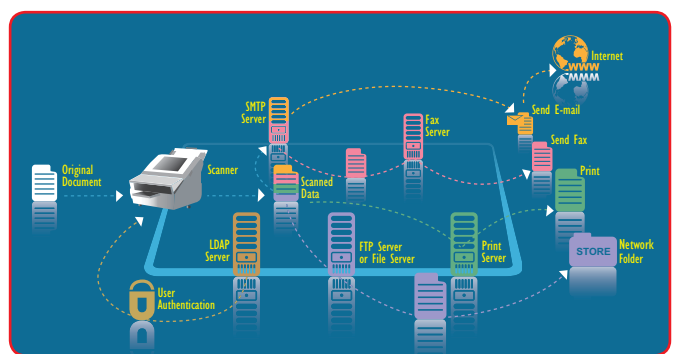 Internet
WWW
SMTP
Server
Send E-mail
Fax
Server
Send Fax
Original
Document
Scanner
Scanned
Data
Print
LDAP
Server
FTP Server
or File Server
Print
Server
STORE
Network
Folder
User
Authentication